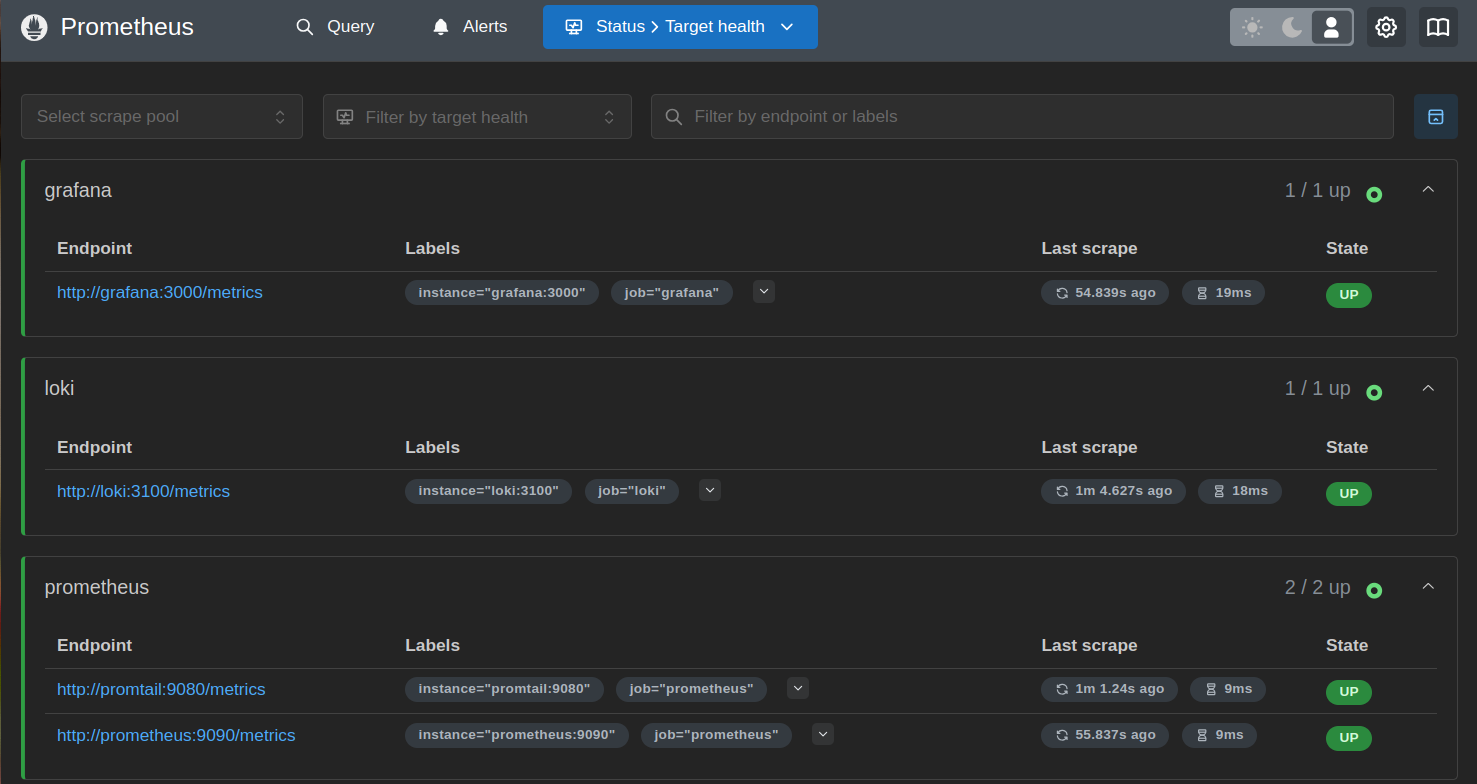 Prometheus Query Alerts Status > Target health
Select scrape pool Filter by target health Filter by endpoint or labels
grafana 1 / 1 up
Endpoint Labels Last scrape State
http://grafana:3000/metrics instance="grafana:3000" job="grafana" 54.839s ago 19ms UP
loki 1 / 1 up
Endpoint Labels Last scrape State
http://loki:3100/metrics instance="loki:3100" job="loki" 1m 4.627s ago 18ms UP
prometheus 2 / 2 up
Endpoint Labels Last scrape State
http://promtail:9080/metrics instance="promtail:9080" job="prometheus" 1m 1.24s ago 9ms UP
http://prometheus:9090/metrics instance="prometheus:9090" job="prometheus" 55.837s ago 9ms UP